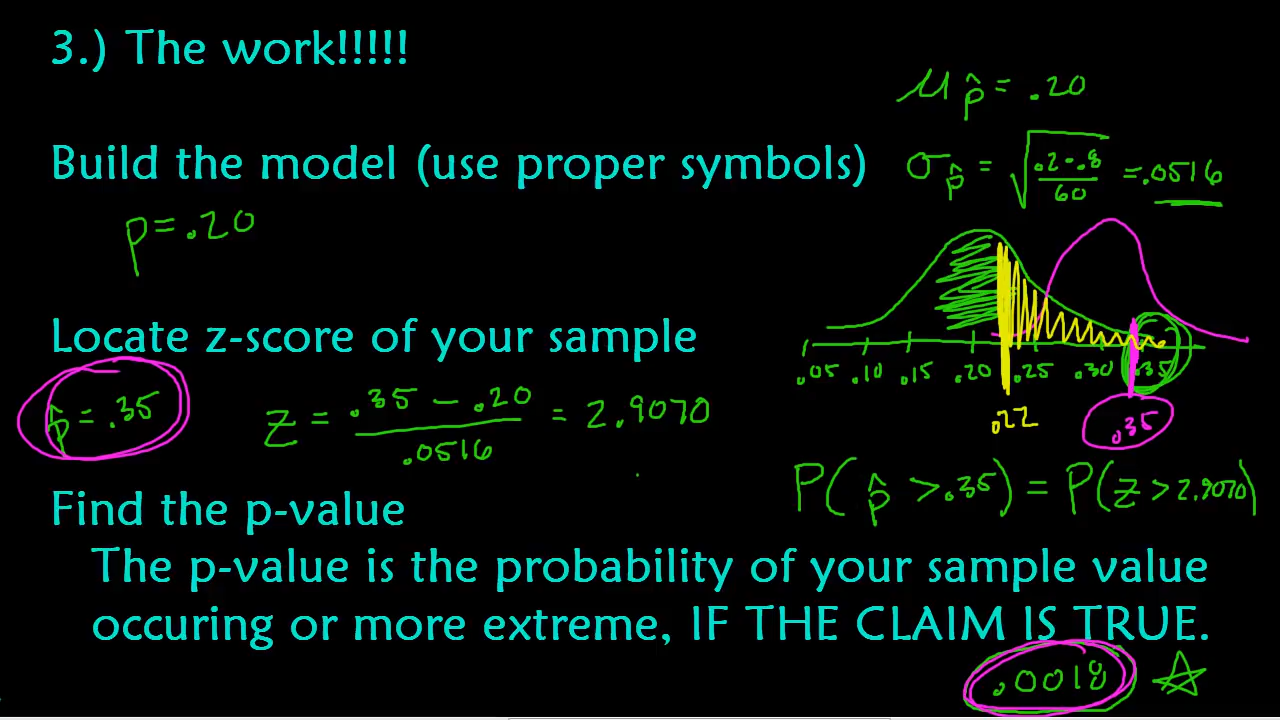 3.) The work!!!!!
μp̂ = .20
Build the model (use proper symbols)
σp̂ = √(.2 · .8 / 60) = .0516
p = .20
Locate z-score of your sample
.05 .10 .15 .20 .25 .30 .35
.22 .35
p̂ = .35
z = (.35 - .20) / .0516 = 2.9070
P(p̂ > .35) = P(z > 2.9070)
Find the p-value
The p-value is the probability of your sample value
occuring or more extreme, IF THE CLAIM IS TRUE.
.0018